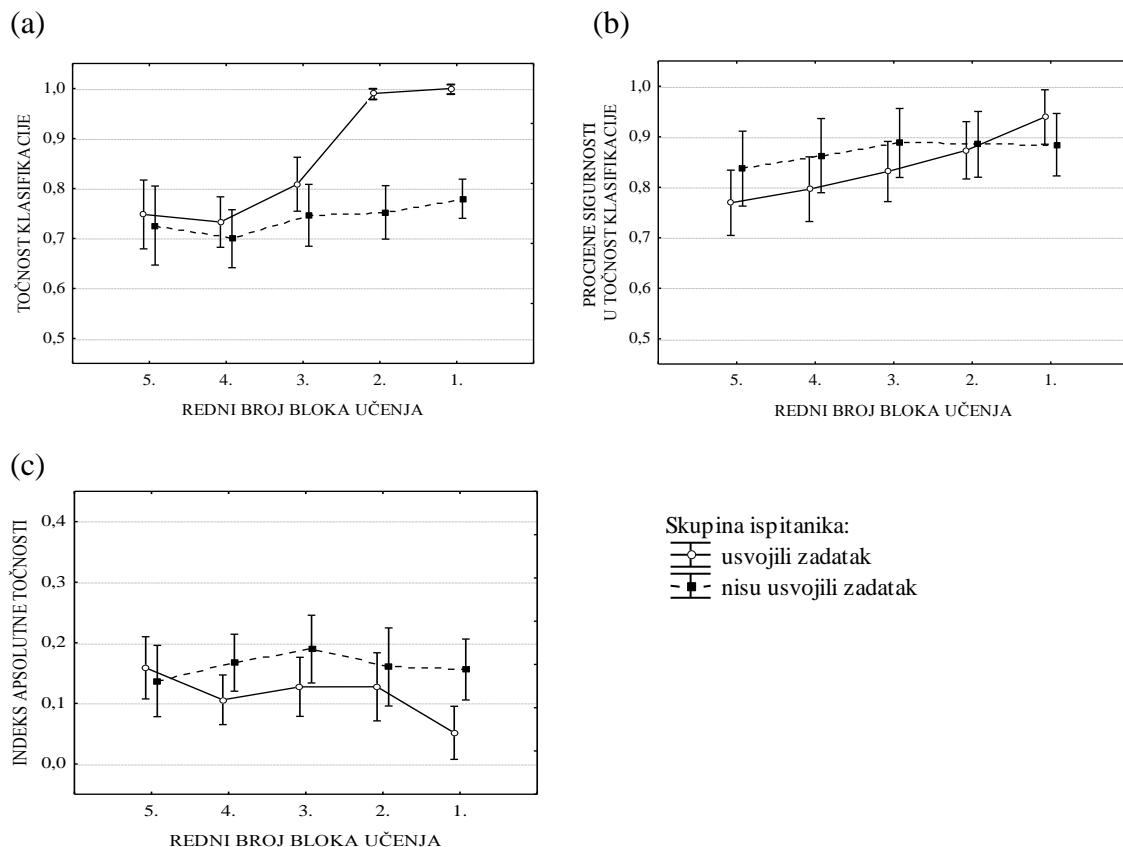 (a)
TOČNOST KLASIFIKACIJE
1,0
0,9
0,8
0,7
0,6
0,5
5. 4. 3. 2. 1.
REDNI BROJ BLOKA UČENJA
(b)
PROCJENE SIGURNOSTI
U TOČNOST KLASIFIKACIJE
1,0
0,9
0,8
0,7
0,6
0,5
5. 4. 3. 2. 1.
REDNI BROJ BLOKA UČENJA
(c)
INDEKS APSOLUTNE TOČNOSTI
0,4
0,3
0,2
0,1
0,0
5. 4. 3. 2. 1.
REDNI BROJ BLOKA UČENJA
Skupina ispitanika:
usvojili zadatak
nisu usvojili zadatak